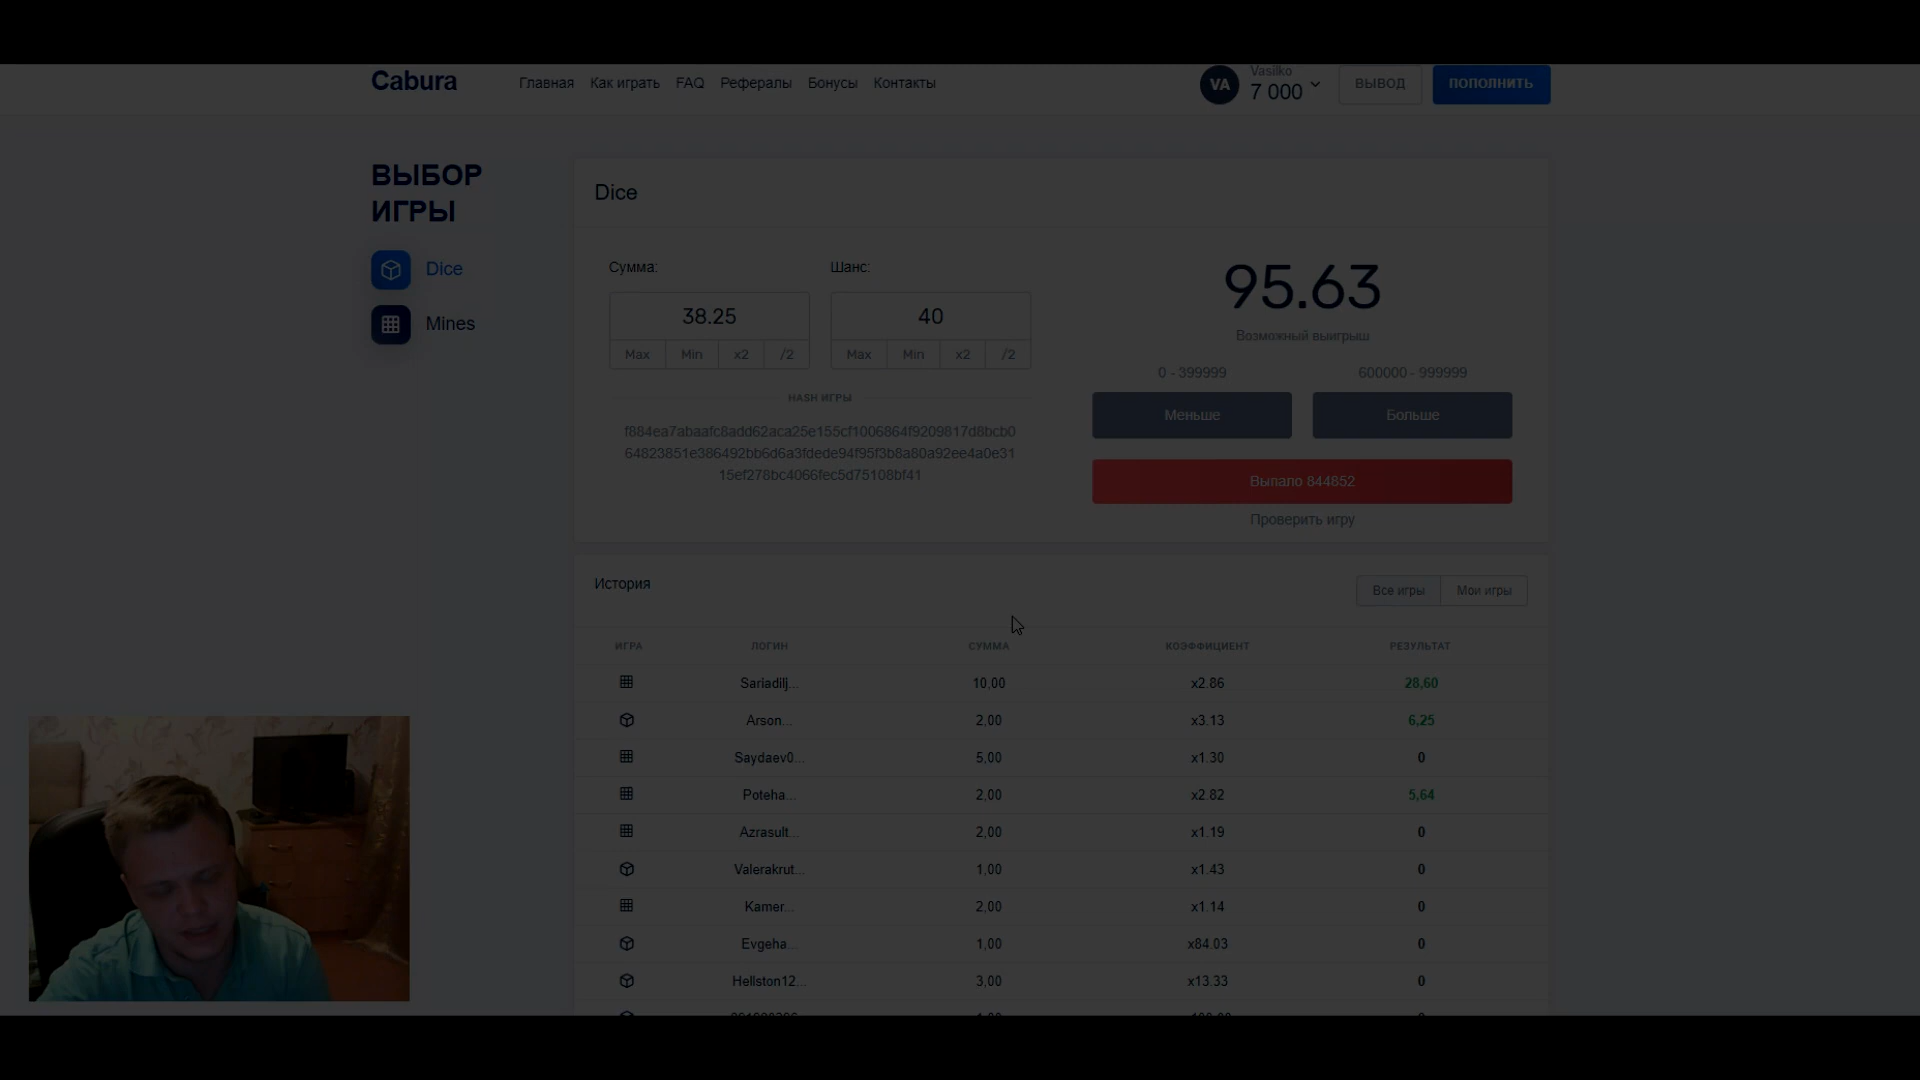 Cabura
Главная Как играть FAQ Рефералы Бонусы Контакты
VA
Vasilko
7 000
ВЫВОД
ПОПОЛНИТЬ
ВЫБОР
ИГРЫ
Dice
Mines
Dice
Сумма:
38.25
Max Min x2 /2
Шанс:
40
Max Min x2 /2
HASH ИГРЫ
f884ea7abaafc8add62aca25e155cf1006864f9209817d8bcb0
64823851e386492bb6d6a3fdede94f95f3b8a80a92ee4a0e31
15ef278bc4066fec5d75108bf41
95.63
Возможный выигрыш
0 - 399999 600000 - 999999
Меньше Больше
Выпало 844852
Проверить игру
История
Все игры Мои игры
ИГРА ЛОГИН СУММА КОЭФФИЦИЕНТ РЕЗУЛЬТАТ
Sariadilj... 10,00 x2.86 28,60
Arson... 2,00 x3.13 6,25
Saydaev0... 5,00 x1.30 0
Poteha... 2,00 x2.82 5,64
Azrasult... 2,00 x1.19 0
Valerakrut... 1,00 x1.43 0
Kamer... 2,00 x1.14 0
Evgeha... 1,00 x84.03 0
Hellston12... 3,00 x13.33 0